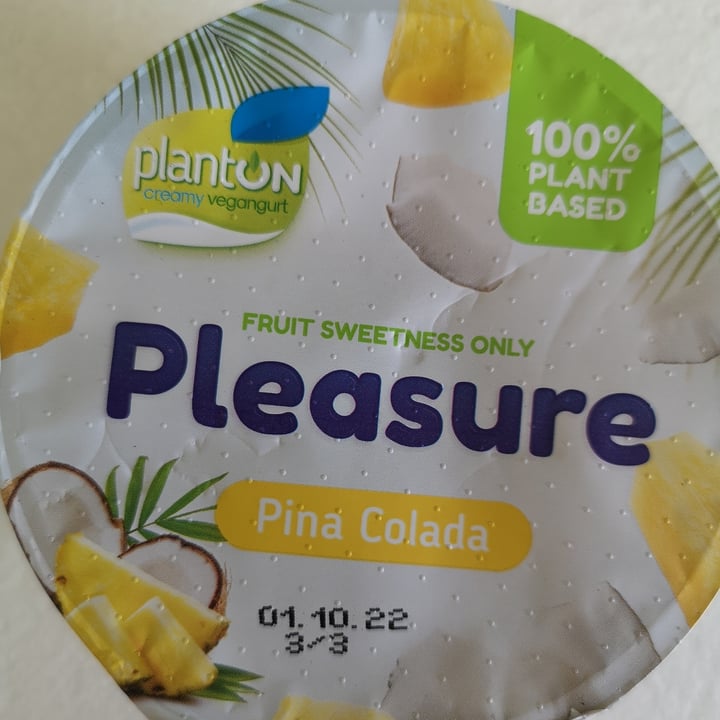 plantON
creamy vegangurt
100%
PLANT
BASED
FRUIT SWEETNESS ONLY
Pleasure
Pina Colada
01.10.22
3/3